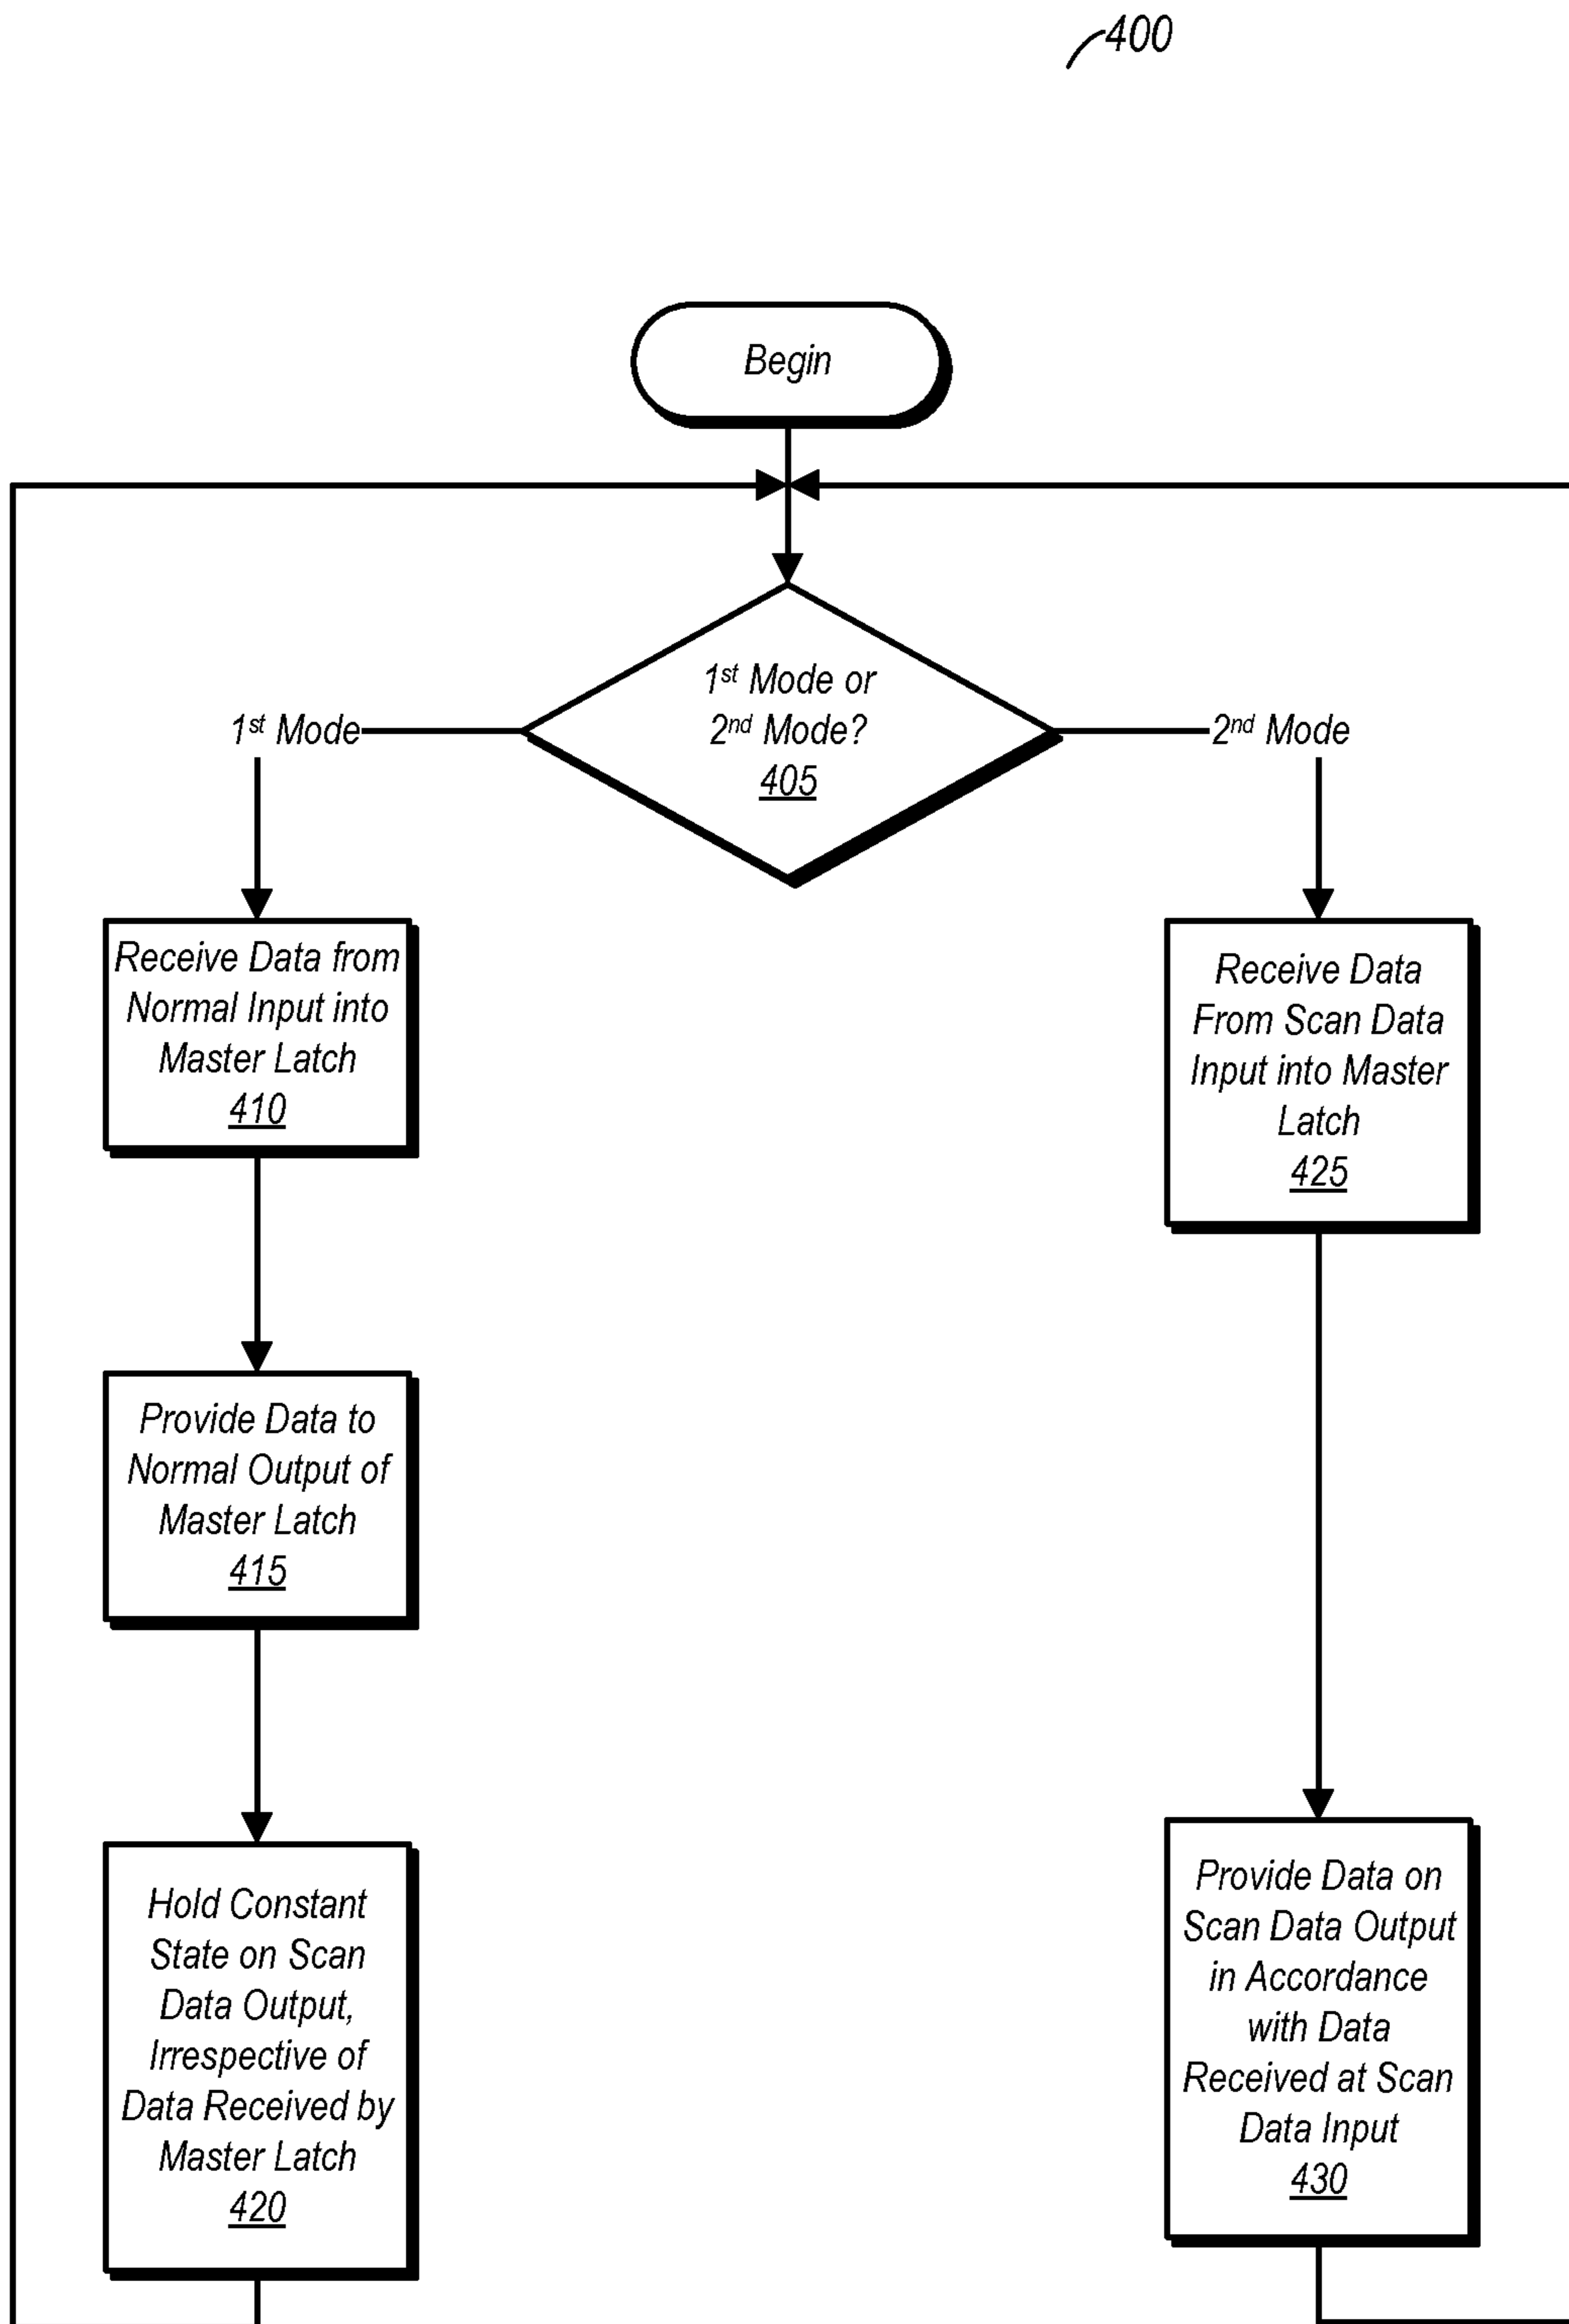 400
Begin
1st Mode or
2nd Mode?
405
1st Mode
2nd Mode
Receive Data from
Normal Input into
Master Latch
410
Receive Data
From Scan Data
Input into Master
Latch
425
Provide Data to
Normal Output of
Master Latch
415
Hold Constant
State on Scan
Data Output,
Irrespective of
Data Received by
Master Latch
420
Provide Data on
Scan Data Output
in Accordance
with Data
Received at Scan
Data Input
430